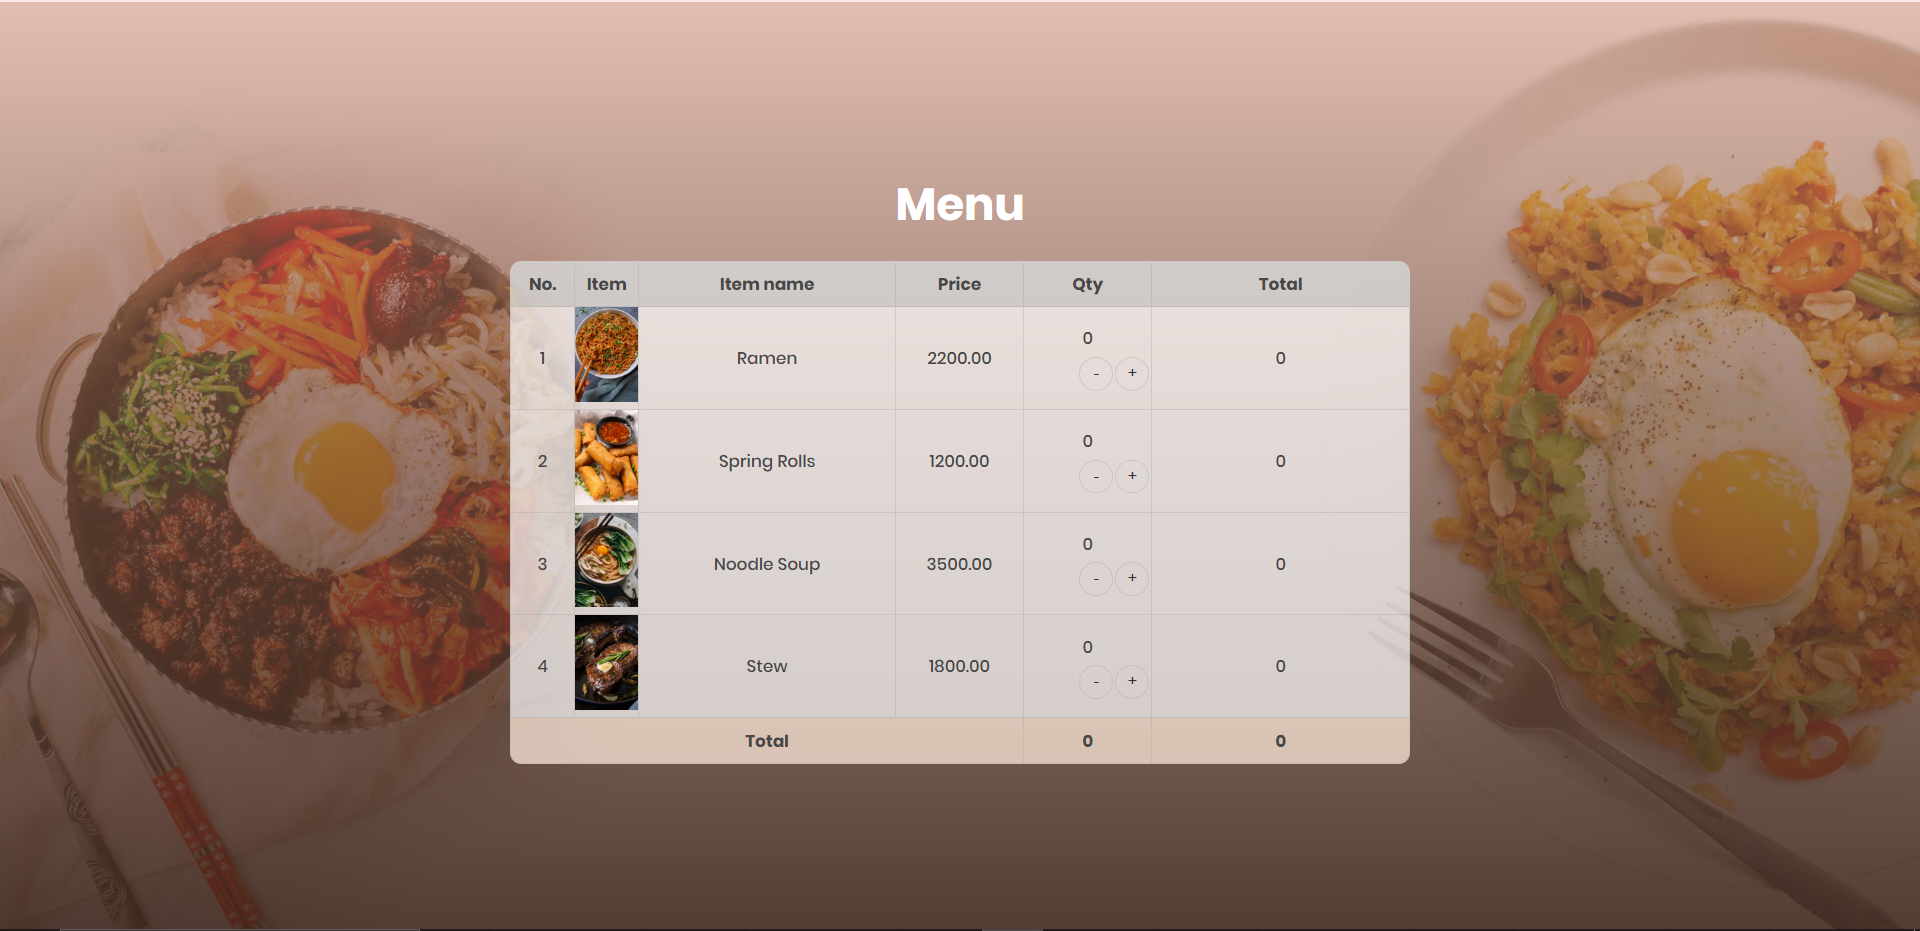 Menu
No. Item Item name Price Qty Total
1 Ramen 2200.00 0 - + 0
2 Spring Rolls 1200.00 0 - + 0
3 Noodle Soup 3500.00 0 - + 0
4 Stew 1800.00 0 - + 0
Total 0 0